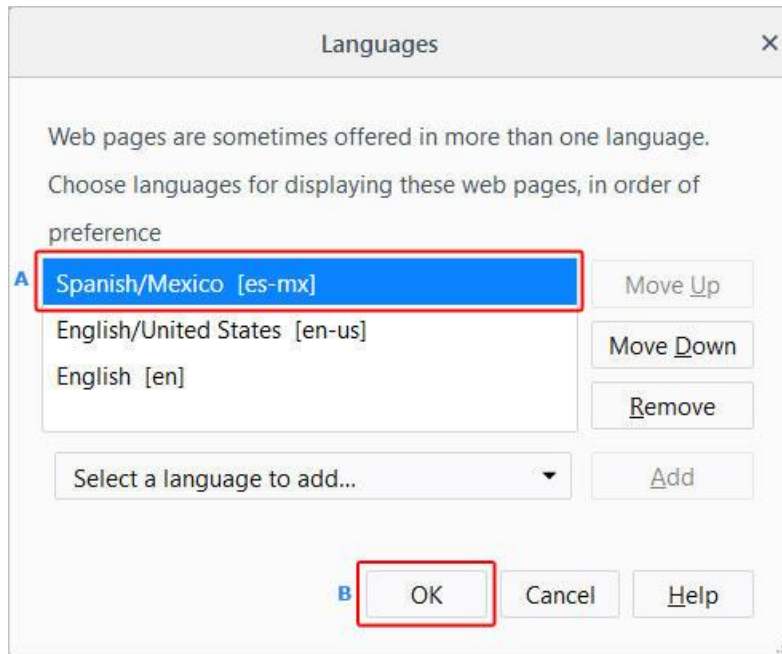 Languages
Web pages are sometimes offered in more than one language.
Choose languages for displaying these web pages, in order of
preference
A
Spanish/Mexico [es-mx]
Move Up
English/United States [en-us]
Move Down
English [en]
Remove
Select a language to add...
Add
B
OK
Cancel
Help